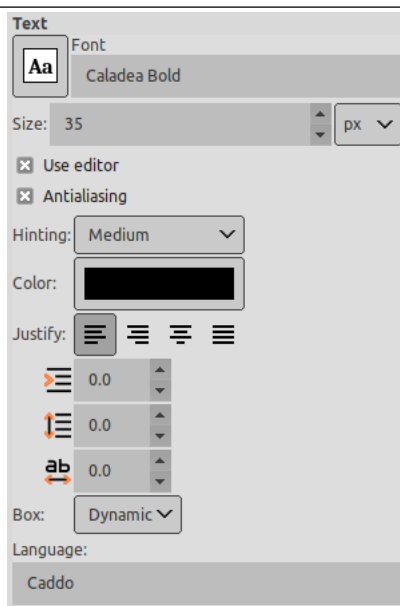 Text
Font
Aa
Caladea Bold
Size: 35 px
Use editor
Antialiasing
Hinting: Medium
Color:
Justify:
0.0
0.0
ab 0.0
Box: Dynamic
Language:
Caddo